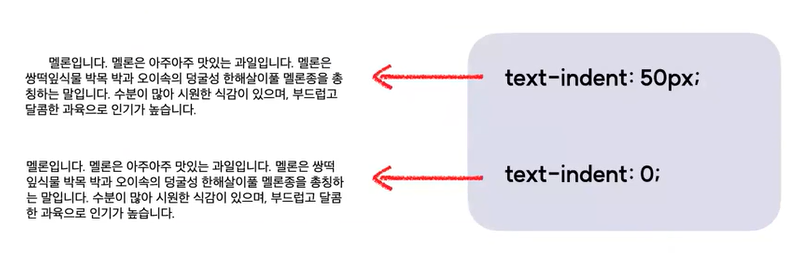 멜론입니다. 멜론은 아주아주 맛있는 과일입니다. 멜론은
쌍떡잎식물 박목 박과 오이속의 덩굴성 한해살이풀 멜론종을 총
칭하는 말입니다. 수분이 많아 시원한 식감이 있으며, 부드럽고
달콤한 과육으로 인기가 높습니다.
text-indent: 50px;
멜론입니다. 멜론은 아주아주 맛있는 과일입니다. 멜론은 쌍떡
잎식물 박목 박과 오이속의 덩굴성 한해살이풀 멜론종을 총칭하
는 말입니다. 수분이 많아 시원한 식감이 있으며, 부드럽고 달콤
한 과육으로 인기가 높습니다.
text-indent: 0;